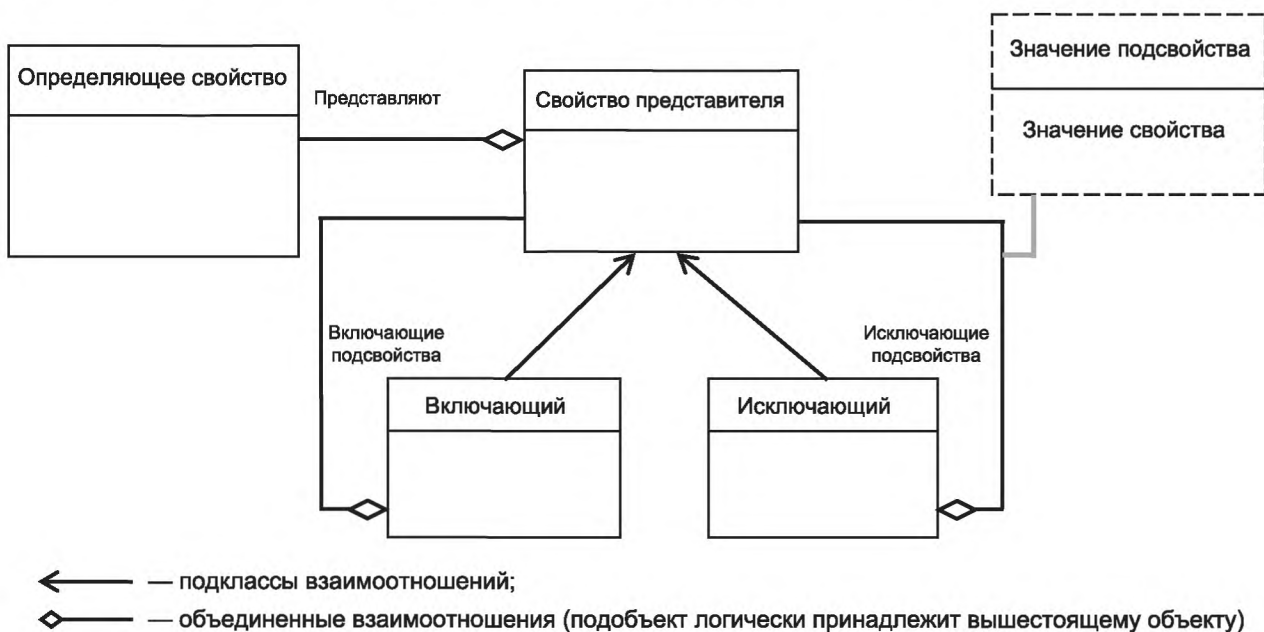 Определяющее свойство
Представляют
Свойство представителя
Значение подсвойства
Значение свойства
Включающие
подсвойства
Исключающие
подсвойства
Включающий
Исключающий
— подклассы взаимоотношений;
— объединенные взаимоотношения (подобъект логически принадлежит вышестоящему объекту)